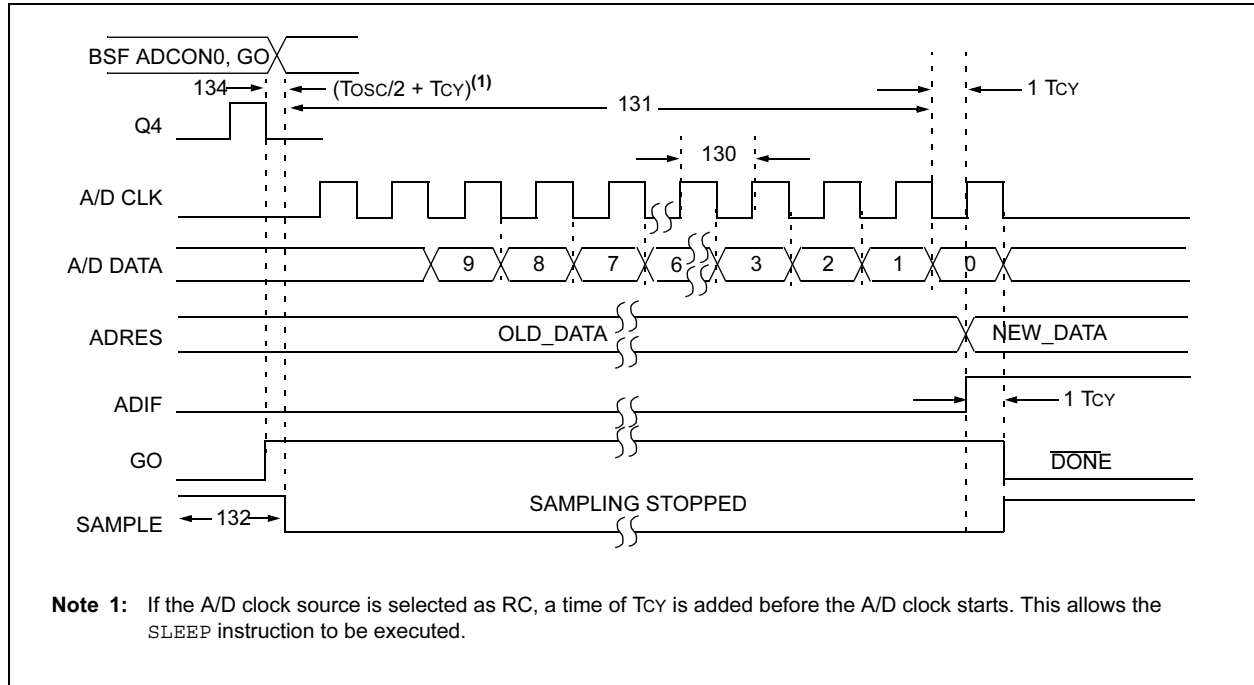 BSF ADCON0, GO
134 (TOSC/2 + TCY)(1) 1 TCY
131
Q4
130
A/D CLK
A/D DATA 9 8 7 6 3 2 1 0
ADRES OLD_DATA NEW_DATA
ADIF 1 TCY
GO DONE
SAMPLE 132 SAMPLING STOPPED
Note 1: If the A/D clock source is selected as RC, a time of TCY is added before the A/D clock starts. This allows the
SLEEP instruction to be executed.